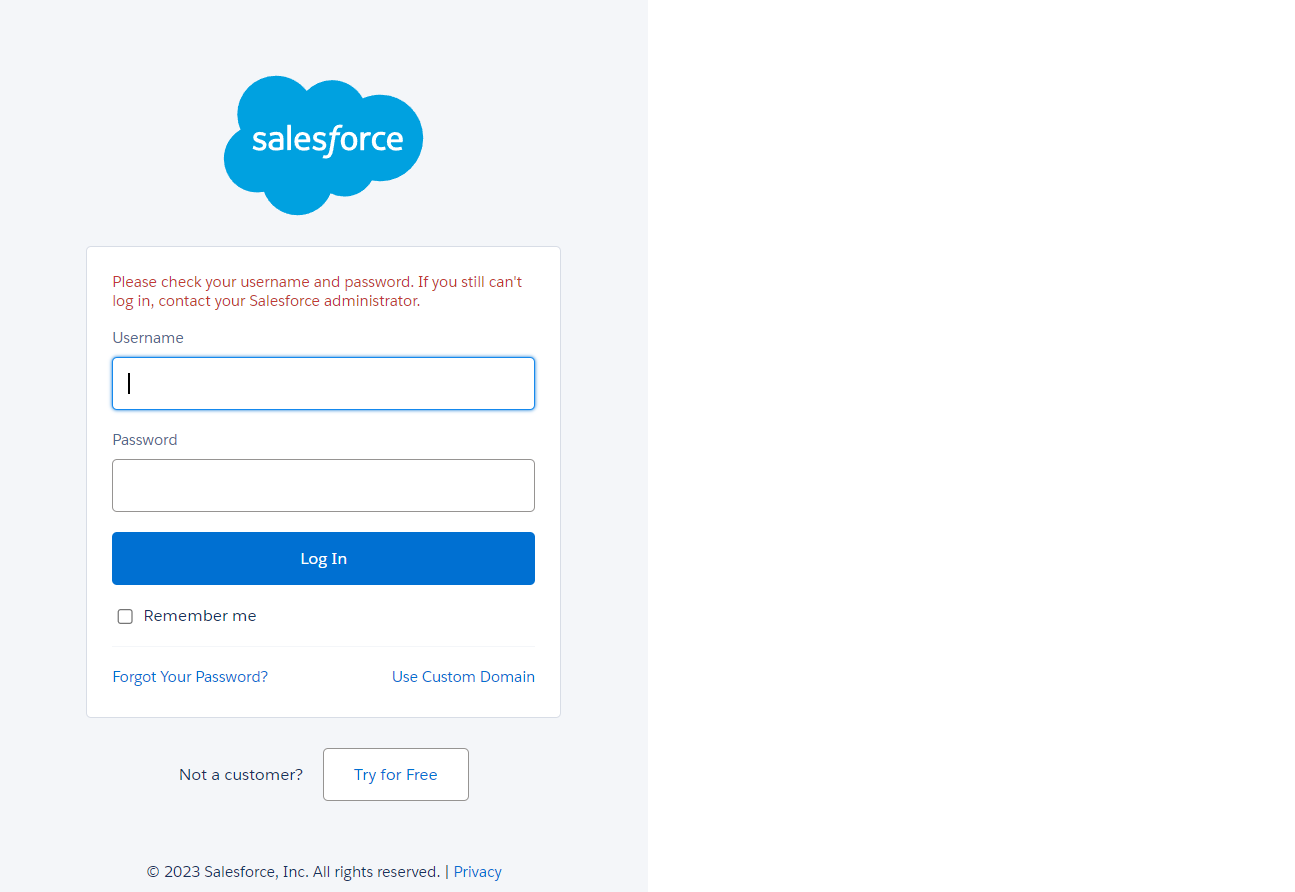 salesforce
Please check your username and password. If you still can't
log in, contact your Salesforce administrator.
Username
Password
Log In
Remember me
Forgot Your Password? Use Custom Domain
Not a customer? Try for Free
© 2023 Salesforce, Inc. All rights reserved. | Privacy